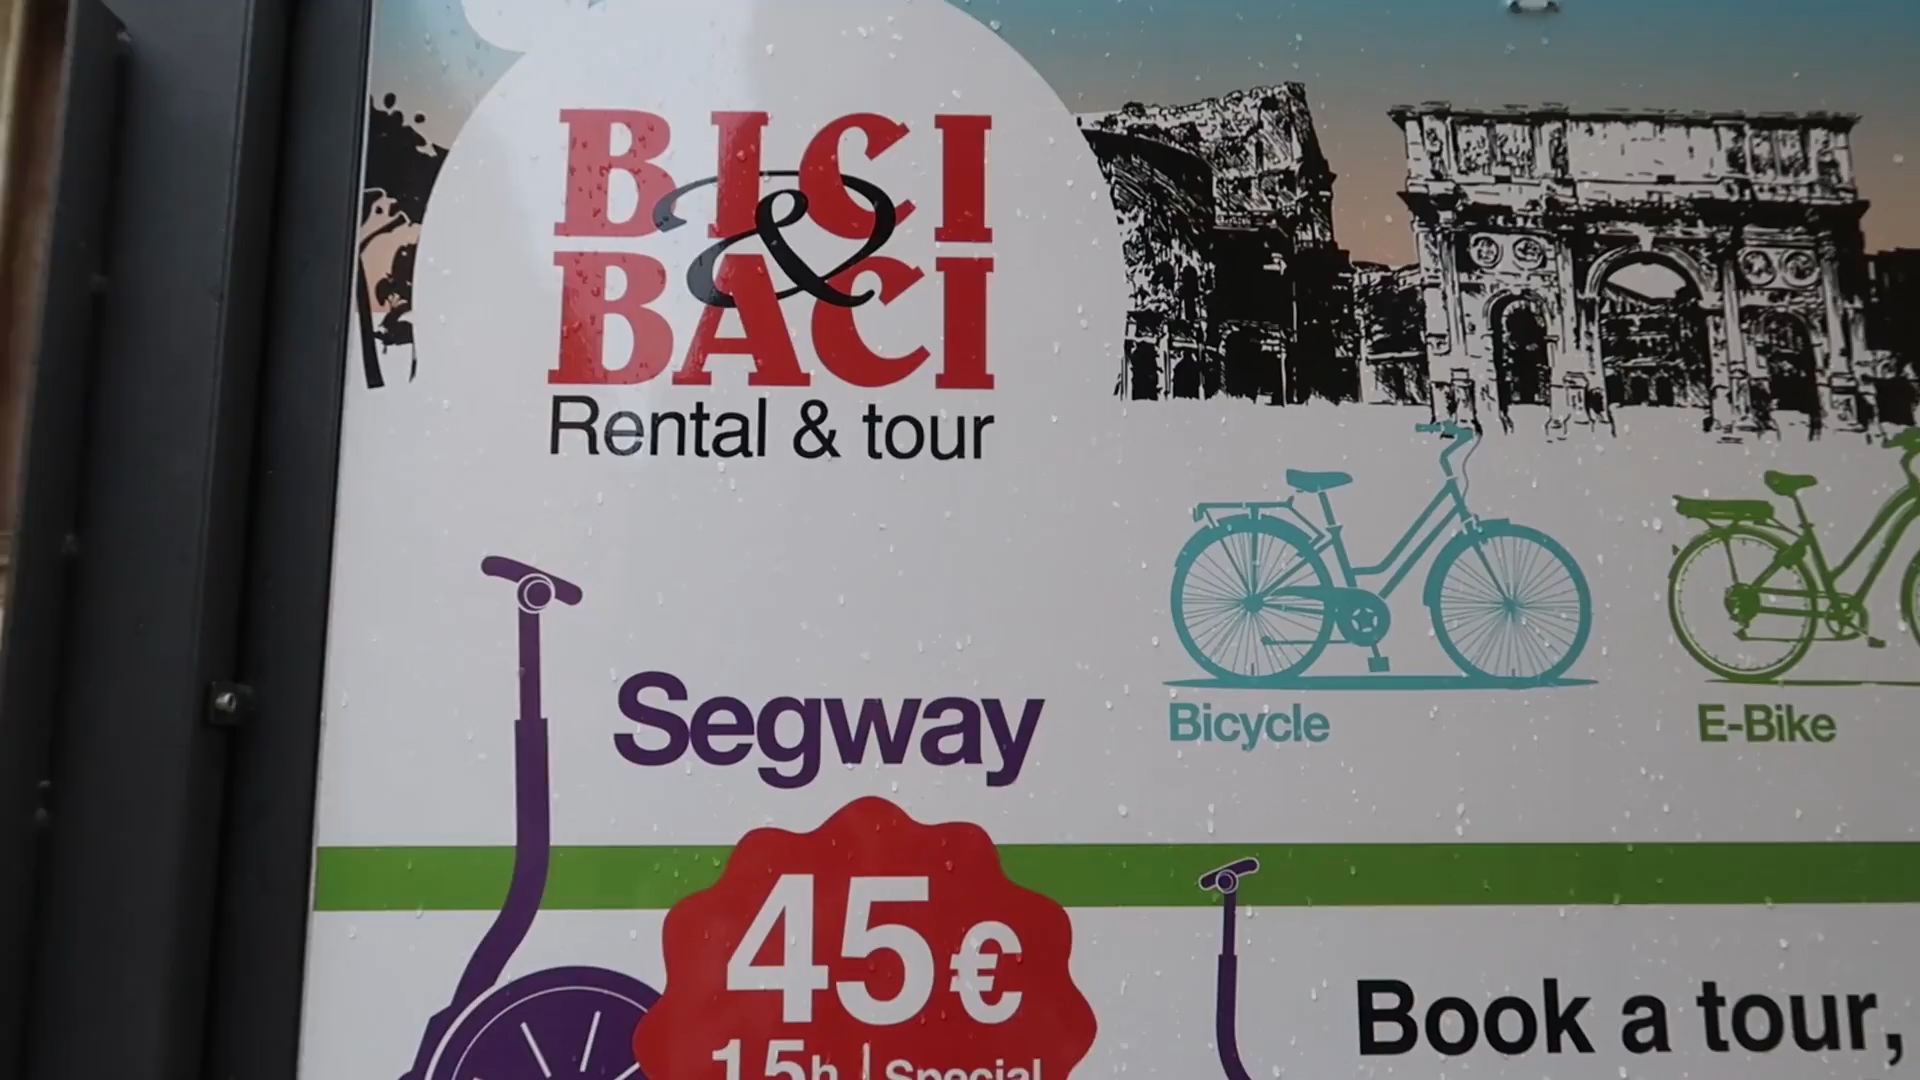 BICI
&
BACI
Rental & tour
Segway
Bicycle
E-Bike
45€
Book a tour,